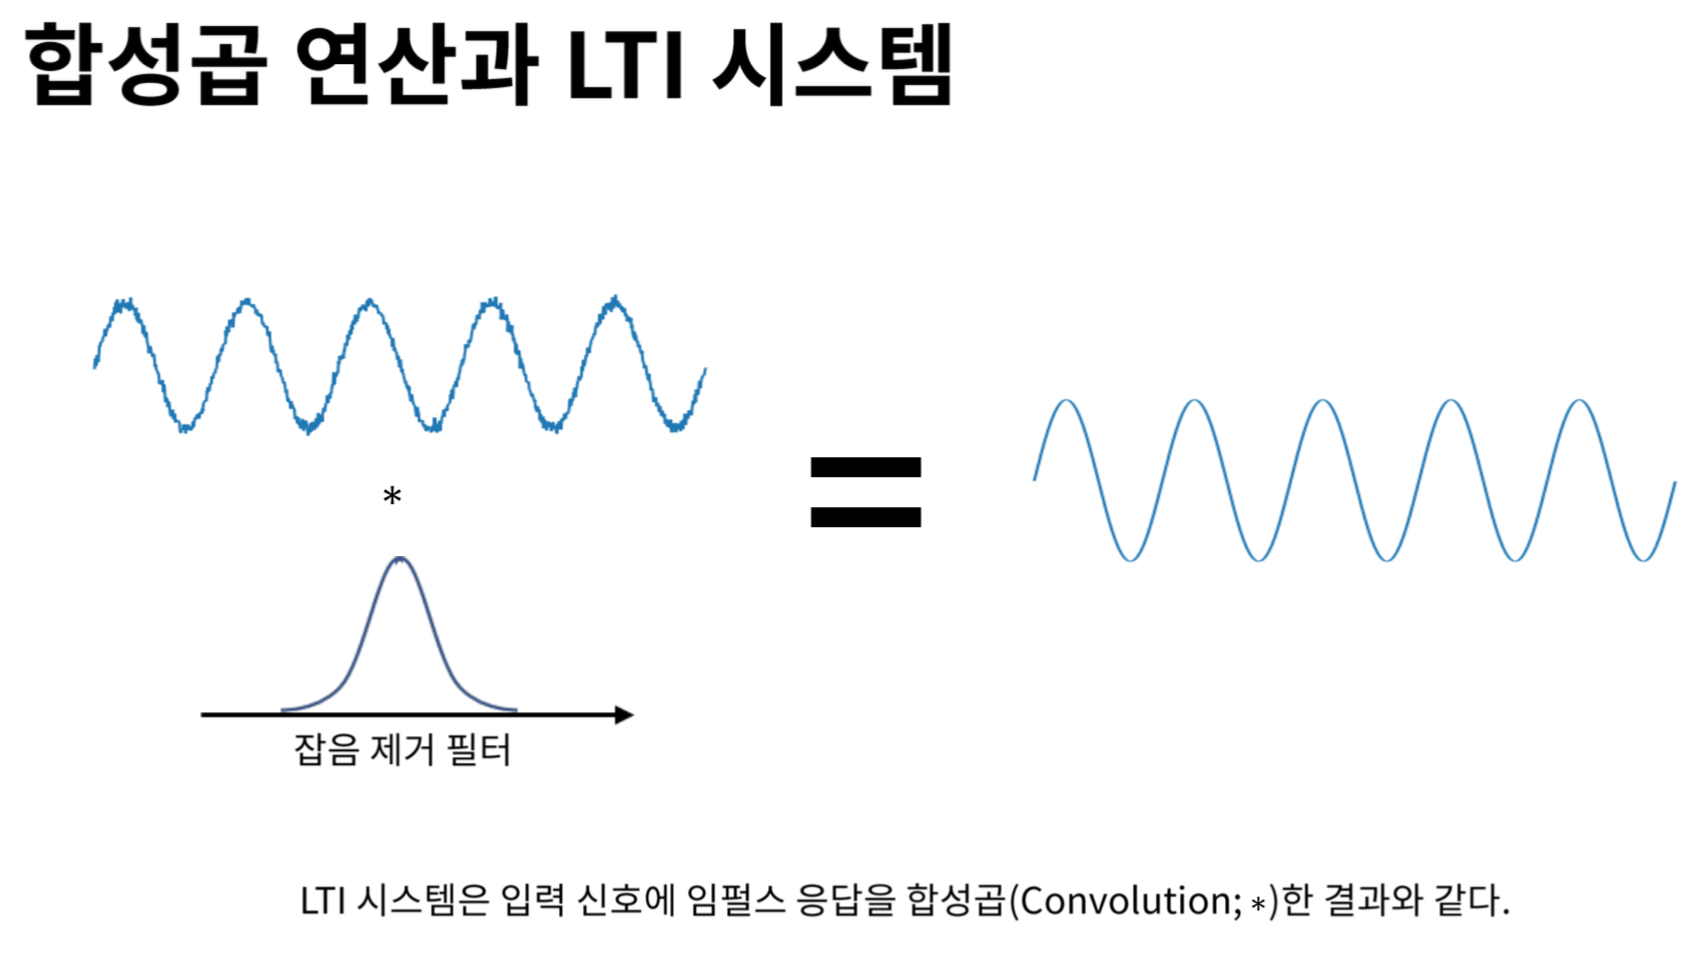 합성곱 연산과 LTI 시스템
*
=
잡음 제거 필터
LTI 시스템은 입력 신호에 임펄스 응답을 합성곱(Convolution; *)한 결과와 같다.